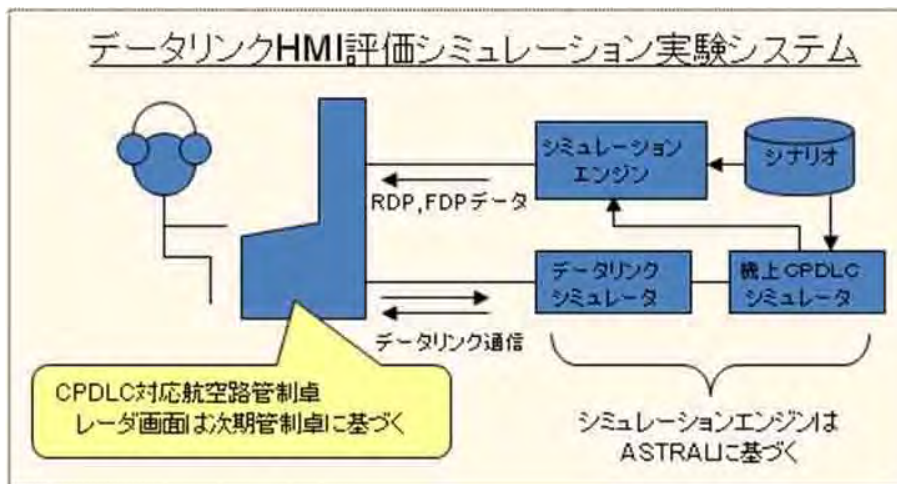 データリンクHMI評価シミュレーション実験システム
シミュレーション
エンジン
シナリオ
RDP,FDPデータ
データリンク
シミュレータ
機上CPDLC
シミュレータ
データリンク通信
CPDLC対応航空路管制卓
レーダ画面は次期管制卓に基づく
シミュレーションエンジンは
ASTRALに基づく